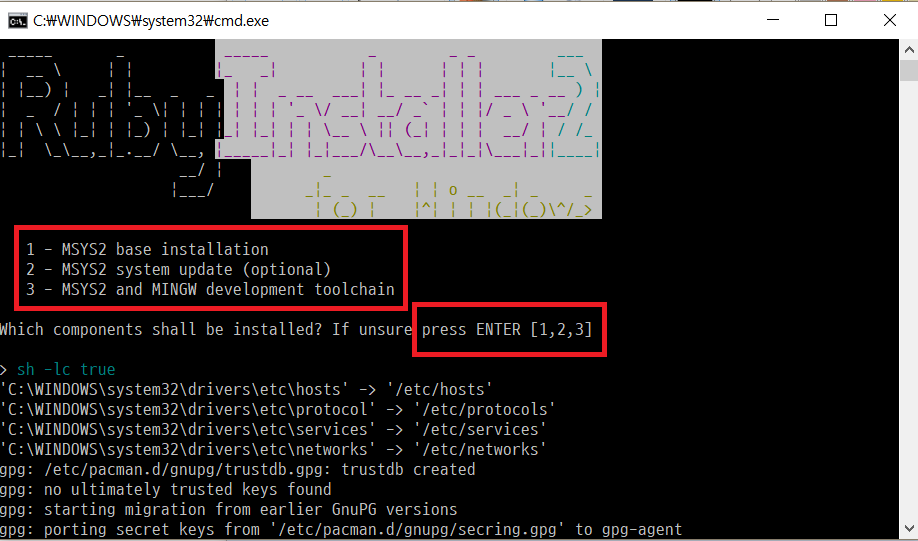 C:₩WINDOWS₩system32₩cmd.exe
RubyInstaller2
for Windows
1 - MSYS2 base installation
2 - MSYS2 system update (optional)
3 - MSYS2 and MINGW development toolchain
Which components shall be installed? If unsure press ENTER [1,2,3]
> sh -lc true
'C:\WINDOWS\system32\drivers\etc\hosts' -> '/etc/hosts'
'C:\WINDOWS\system32\drivers\etc\protocol' -> '/etc/protocols'
'C:\WINDOWS\system32\drivers\etc\services' -> '/etc/services'
'C:\WINDOWS\system32\drivers\etc\networks' -> '/etc/networks'
gpg: /etc/pacman.d/gnupg/trustdb.gpg: trustdb created
gpg: no ultimately trusted keys found
gpg: starting migration from earlier GnuPG versions
gpg: porting secret keys from '/etc/pacman.d/gnupg/secring.gpg' to gpg-agent